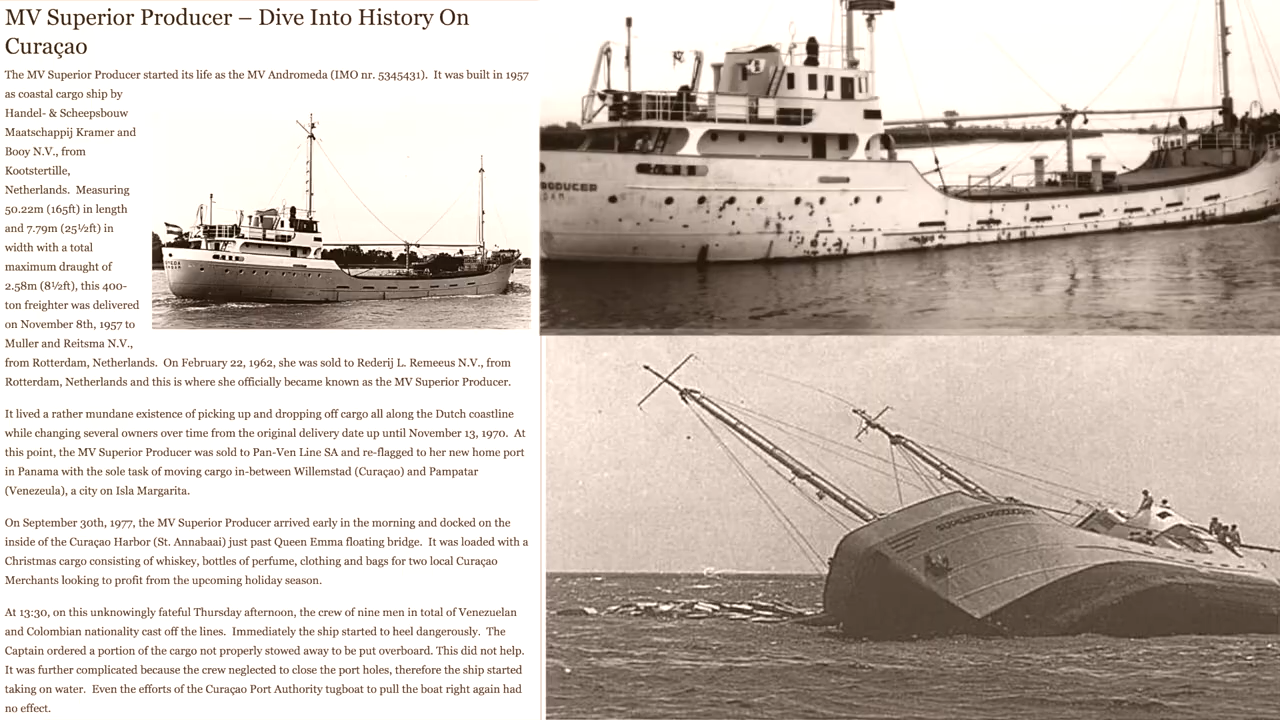 MV Superior Producer – Dive Into History On
Curaçao
The MV Superior Producer started its life as the MV Andromeda (IMO nr. 5345431).  It was built in 1957
as coastal cargo ship by
Handel- & Scheepsbouw
Maatschappij Kramer and
Booy N.V., from
Kootstertille,
Netherlands.  Measuring
50.22m (165ft) in length
and 7.79m (25½ft) in
width with a total
maximum draught of
2.58m (8½ft), this 400-
ton freighter was delivered
on November 8th, 1957 to
Muller and Reitsma N.V.,
from Rotterdam, Netherlands.  On February 22, 1962, she was sold to Rederij L. Remeeus N.V., from
Rotterdam, Netherlands and this is where she officially became known as the MV Superior Producer.
It lived a rather mundane existence of picking up and dropping off cargo all along the Dutch coastline
while changing several owners over time from the original delivery date up until November 13, 1970.  At
this point, the MV Superior Producer was sold to Pan-Ven Line SA and re-flagged to her new home port
in Panama with the sole task of moving cargo in-between Willemstad (Curaçao) and Pampatar
(Venezeula), a city on Isla Margarita.
On September 30th, 1977, the MV Superior Producer arrived early in the morning and docked on the
inside of the Curaçao Harbor (St. Annabaai) just past Queen Emma floating bridge.  It was loaded with a
Christmas cargo consisting of whiskey, bottles of perfume, clothing and bags for two local Curaçao
Merchants looking to profit from the upcoming holiday season.
At 13:30, on this unknowingly fateful Thursday afternoon, the crew of nine men in total of Venezuelan
and Colombian nationality cast off the lines.  Immediately the ship started to heel dangerously.  The
Captain ordered a portion of the cargo not properly stowed away to be put overboard. This did not help.
It was further complicated because the crew neglected to close the port holes, therefore the ship started
taking on water.  Even the efforts of the Curaçao Port Authority tugboat to pull the boat right again had
no effect.